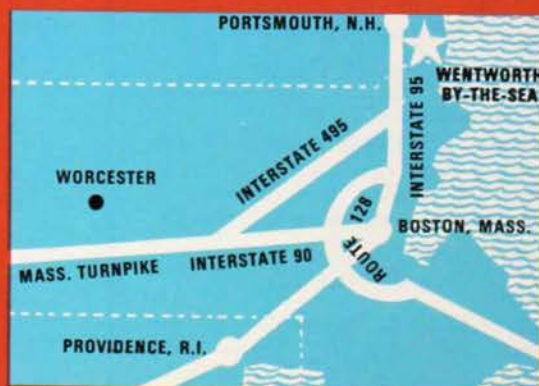 PORTSMOUTH, N.H.
WENTWORTH
BY-THE-SEA
INTERSTATE 95
INTERSTATE 495
WORCESTER
ROUTE 128
BOSTON, MASS.
MASS. TURNPIKE INTERSTATE 90
PROVIDENCE, R.I.